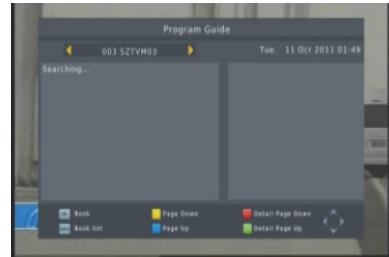 Program Guide
003 SZTVM03
Tue. 11 Oct 2011 01:49
Searching...
OK Book
Page Down
Detail Page Down
Book list
Page Up
Detail Page Up